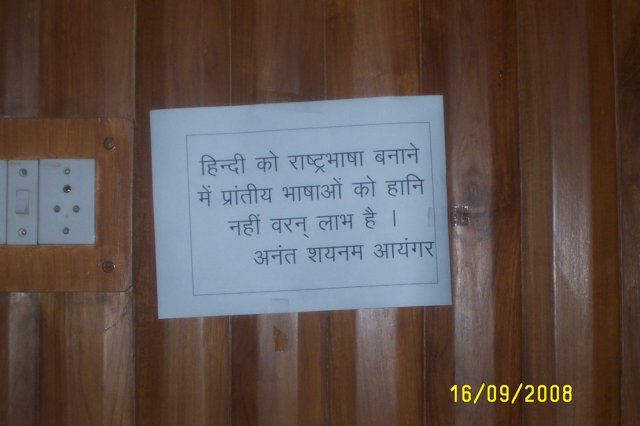 हिन्दी को राष्ट्रभाषा बनाने
में प्रांतीय भाषाओं को हानि
नहीं वरन् लाभ है ।
अनंत शयनम आयंगर
16/09/2008